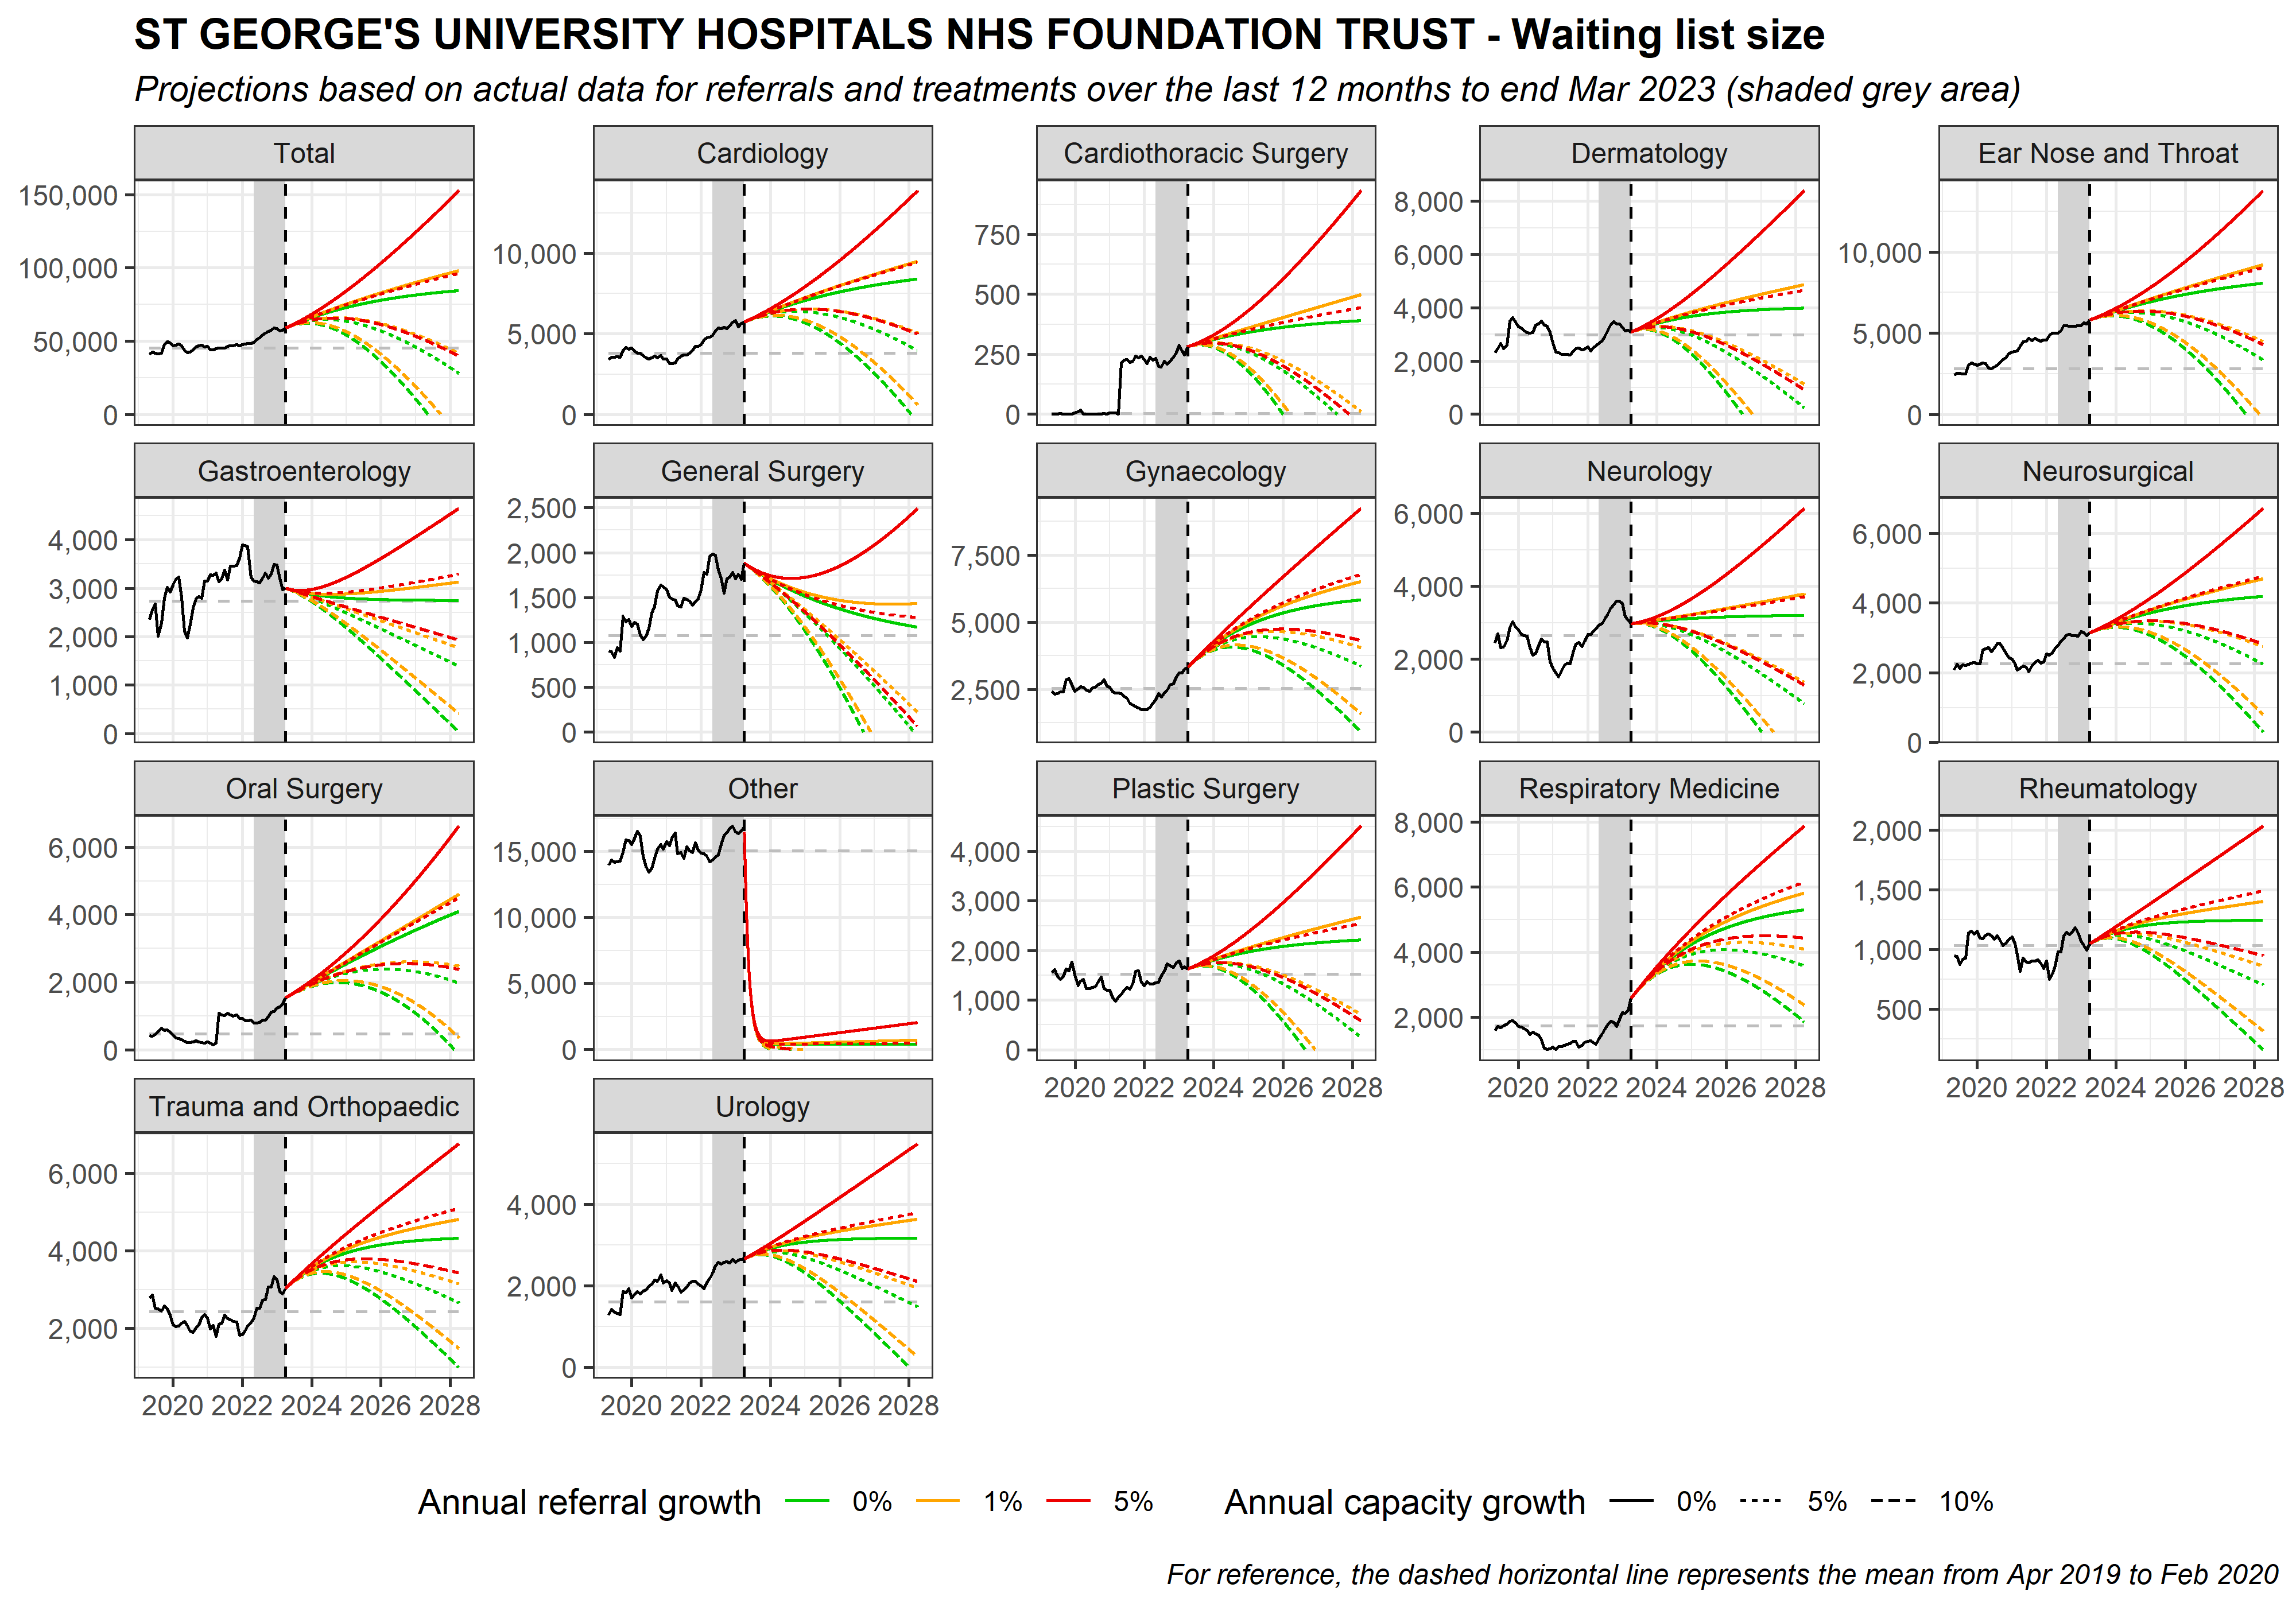 ST GEORGE'S UNIVERSITY HOSPITALS NHS FOUNDATION TRUST - Waiting list size
Projections based on actual data for referrals and treatments over the last 12 months to end Mar 2023 (shaded grey area)
Total
150,000
100,000
50,000
0
Cardiology
10,000
5,000
0
Cardiothoracic Surgery
750
500
250
0
Dermatology
8,000
6,000
4,000
2,000
0
Ear Nose and Throat
10,000
5,000
0
Gastroenterology
4,000
3,000
2,000
1,000
0
General Surgery
2,500
2,000
1,500
1,000
500
0
Gynaecology
7,500
5,000
2,500
Neurology
6,000
4,000
2,000
0
Neurosurgical
6,000
4,000
2,000
0
Oral Surgery
6,000
4,000
2,000
0
Other
15,000
10,000
5,000
0
Plastic Surgery
4,000
3,000
2,000
1,000
0
2020 2022 2024 2026 2028
Respiratory Medicine
8,000
6,000
4,000
2,000
2020 2022 2024 2026 2028
Rheumatology
2,000
1,500
1,000
500
2020 2022 2024 2026 2028
Trauma and Orthopaedic
6,000
4,000
2,000
2020 2022 2024 2026 2028
Urology
4,000
2,000
0
2020 2022 2024 2026 2028
Annual referral growth 0% 1% 5% Annual capacity growth 0% 5% 10%
For reference, the dashed horizontal line represents the mean from Apr 2019 to Feb 2020